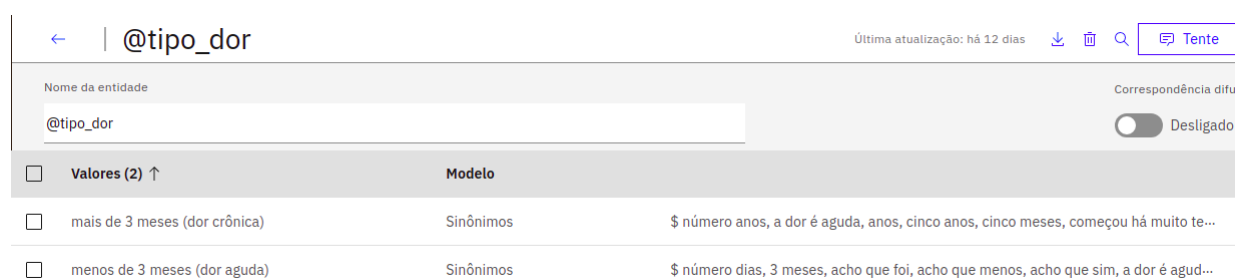 ← | @tipo_dor Última atualização: há 12 dias Tente
Nome da entidade Correspondência difu
@tipo_dor Desligado
Valores (2) ↑ Modelo
mais de 3 meses (dor crônica) Sinônimos $ número anos, a dor é aguda, anos, cinco anos, cinco meses, começou há muito te...
menos de 3 meses (dor aguda) Sinônimos $ número dias, 3 meses, acho que foi, acho que menos, acho que sim, a dor é agud...